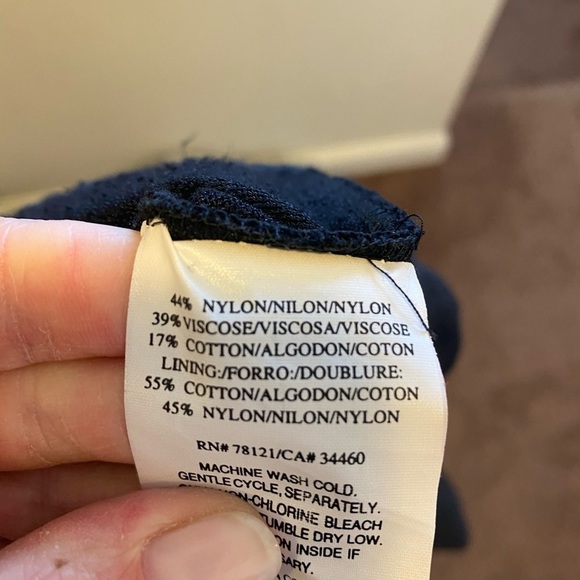 44% NYLON/NILON/NYLON
39% VISCOSE/VISCOSA/VISCOSE
17% COTTON/ALGODON/COTON
LINING:/FORRO:/DOUBLURE:
55% COTTON/ALGODON/COTON
45% NYLON/NILON/NYLON
RN# 78121/CA# 34460
MACHINE WASH COLD.
GENTLE CYCLE, SEPARATELY.
NON-CHLORINE BLEACH
TUMBLE DRY LOW.
INSIDE IF